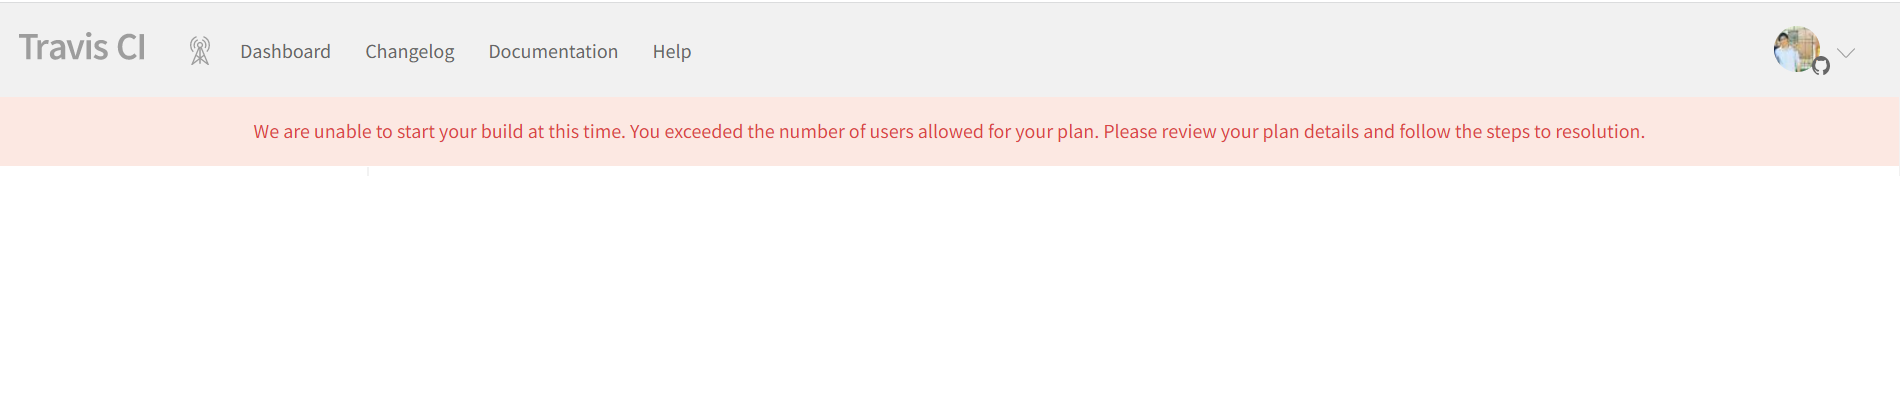 Travis CI Dashboard Changelog Documentation Help
We are unable to start your build at this time. You exceeded the number of users allowed for your plan. Please review your plan details and follow the steps to resolution.